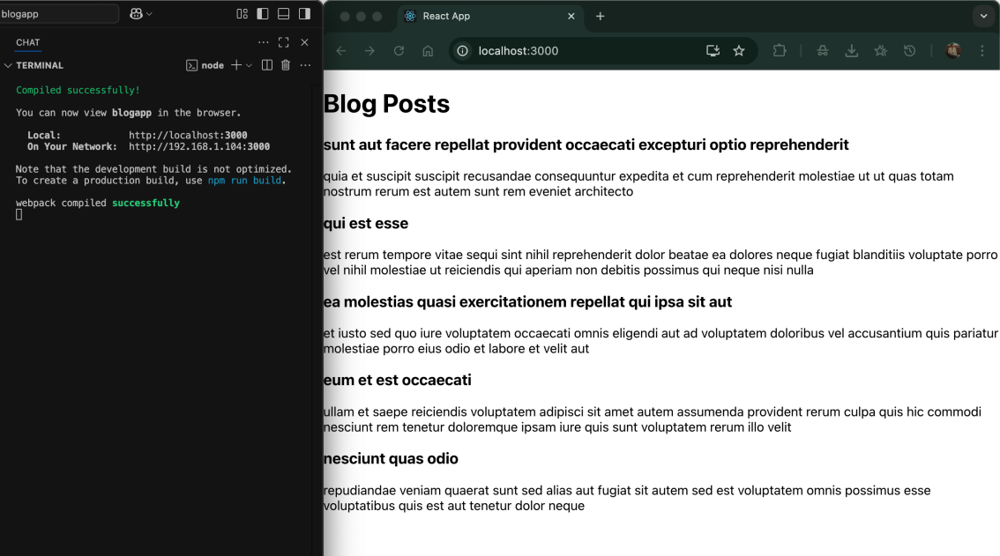 blogapp
CHAT
TERMINAL
node
Compiled successfully!
You can now view blogapp in the browser.
Local: http://localhost:3000
On Your Network: http://192.168.1.104:3000
Note that the development build is not optimized.
To create a production build, use npm run build.
webpack compiled successfully
React App
localhost:3000
Blog Posts
sunt aut facere repellat provident occaecati excepturi optio reprehenderit
quia et suscipit suscipit recusandae consequuntur expedita et cum reprehenderit molestiae ut ut quas totam
nostrum rerum est autem sunt rem eveniet architecto
qui est esse
est rerum tempore vitae sequi sint nihil reprehenderit dolor beatae ea dolores neque fugiat blanditiis voluptate porro
vel nihil molestiae ut reiciendis qui aperiam non debitis possimus qui neque nisi nulla
ea molestias quasi exercitationem repellat qui ipsa sit aut
et iusto sed quo iure voluptatem occaecati omnis eligendi aut ad voluptatem doloribus vel accusantium quis pariatur
molestiae porro eius odio et labore et velit aut
eum et est occaecati
ullam et saepe reiciendis voluptatem adipisci sit amet autem assumenda provident rerum culpa quis hic commodi
nesciunt rem tenetur doloremque ipsam iure quis sunt voluptatem rerum illo velit
nesciunt quas odio
repudiandae veniam quaerat sunt sed alias aut fugiat sit autem sed est voluptatem omnis possimus esse
voluptatibus quis est aut tenetur dolor neque